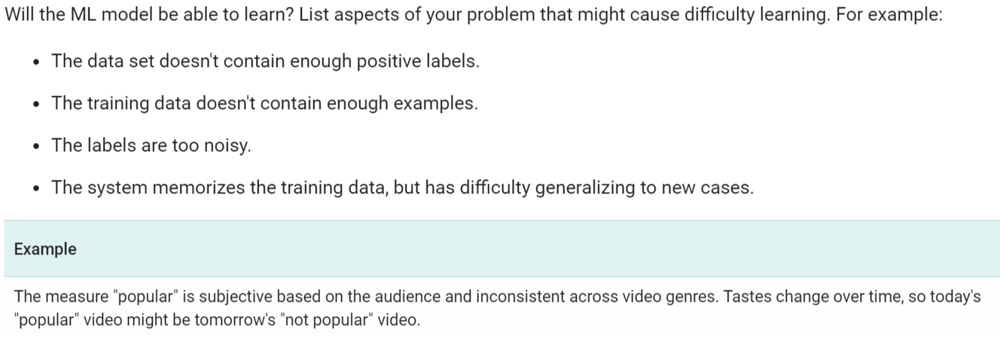 Will the ML model be able to learn? List aspects of your problem that might cause difficulty learning. For example:
• The data set doesn't contain enough positive labels.
• The training data doesn't contain enough examples.
• The labels are too noisy.
• The system memorizes the training data, but has difficulty generalizing to new cases.
Example
The measure "popular" is subjective based on the audience and inconsistent across video genres. Tastes change over time, so today's
"popular" video might be tomorrow's "not popular" video.